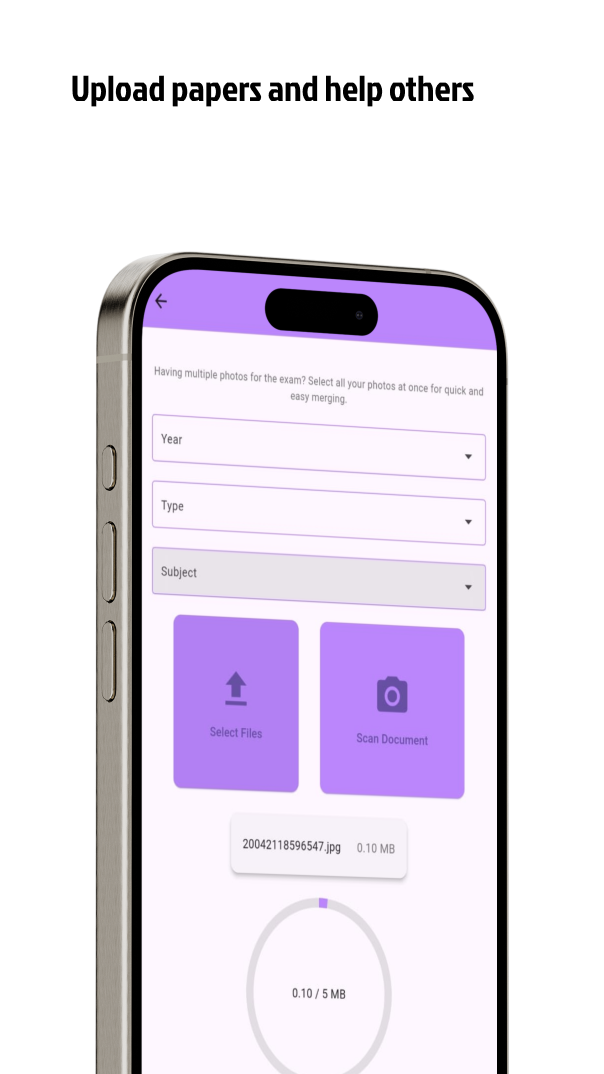 Upload papers and help others
Having multiple photos for the exam? Select all your photos at once for quick and
easy merging.
Year
Type
Subject
Select Files
Scan Document
20042118596547.jpg 0.10 MB
0.10 / 5 MB